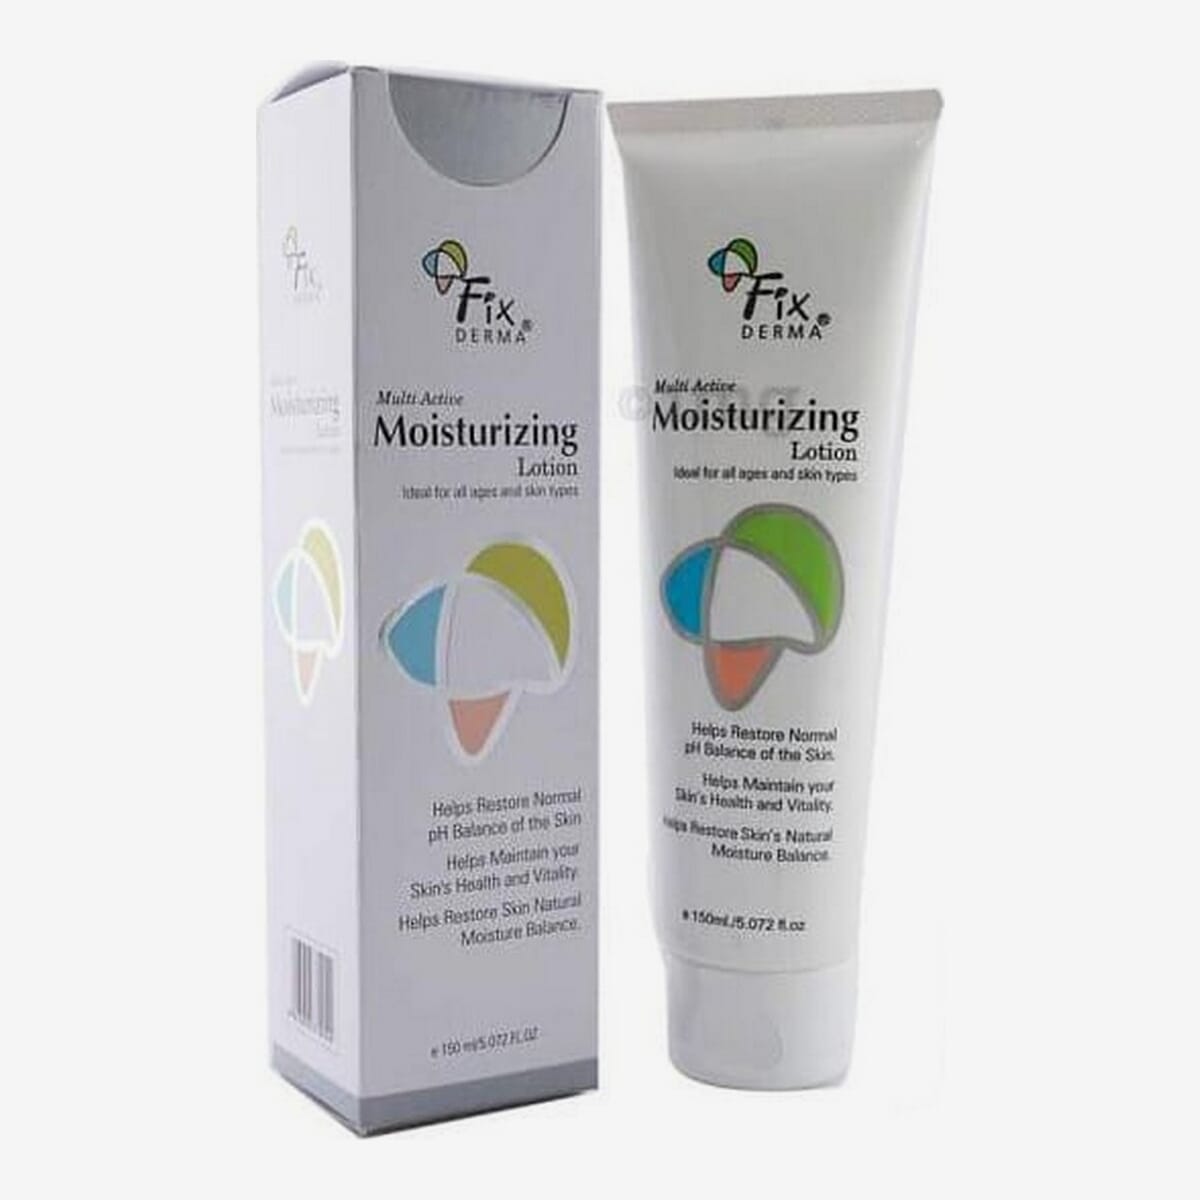 Fix
DERMA®
Multi Active
Moisturizing
Lotion
Ideal for all ages and skin types
Helps Restore Normal
pH Balance of the Skin
Helps Maintain your
Skin's Health and Vitality.
Helps Restore Skin Natural
Moisture Balance.
e 150 ml/5.072 FL.OZ
Fix
DERMA
Moisturizing
Lotion
Fix
DERMA®
Multi Active
Moisturizing
Lotion
Ideal for all ages and skin types
Helps Restore Normal
pH Balance of the Skin.
Helps Maintain your
Skin's Health and Vitality.
Helps Restore Skin's Natural
Moisture Balance.
e 150ml./5.072 fl.oz